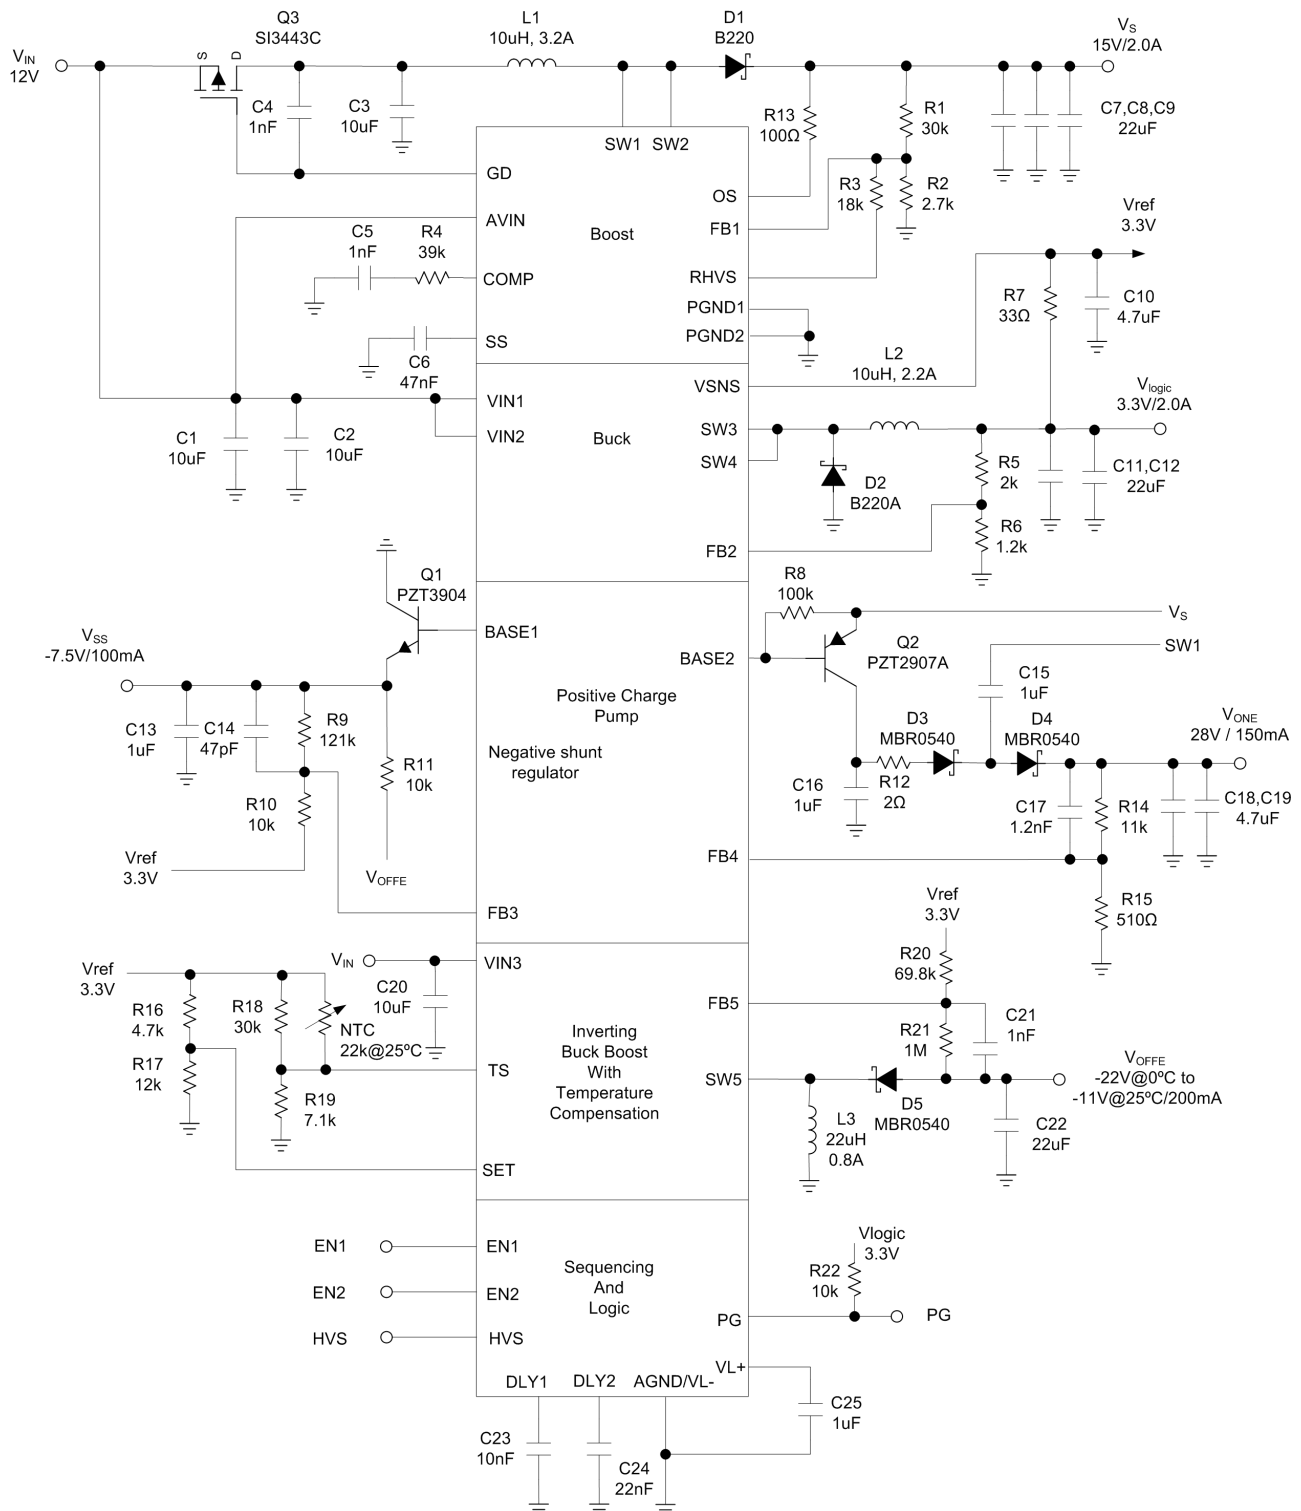 Q3
SI3443C
L1
10uH, 3.2A
D1
B220
VS
15V/2.0A
VIN
12V
S
D
C4
1nF
C3
10uF
R13
100Ω
R1
30k
C7,C8,C9
22uF
SW1
SW2
GD
OS
R3
18k
R2
2.7k
AVIN
FB1
Boost
Vref
3.3V
C5
1nF
R4
39k
COMP
RHVS
PGND1
PGND2
R7
33Ω
C10
4.7uF
SS
C6
47nF
L2
10uH, 2.2A
VSNS
Vlogic
3.3V/2.0A
VIN1
VIN2
Buck
SW3
SW4
C1
10uF
C2
10uF
D2
B220A
R5
2k
C11,C12
22uF
R6
1.2k
FB2
Q1
PZT3904
BASE1
R8
100k
VS
VSS
-7.5V/100mA
BASE2
Q2
PZT2907A
SW1
C15
1uF
Positive Charge
Pump
Negative shunt
regulator
C13
1uF
C14
47pF
R9
121k
R11
10k
D3
MBR0540
D4
MBR0540
VONE
28V / 150mA
R10
10k
C16
1uF
R12
2Ω
C17
1.2nF
R14
11k
C18,C19
4.7uF
Vref
3.3V
VOFFE
FB4
FB3
Vref
3.3V
R15
510Ω
VIN
VIN3
Vref
3.3V
R20
69.8k
R16
4.7k
R18
30k
NTC
22k@25ºC
C20
10uF
FB5
C21
1nF
R21
1M
Inverting
Buck Boost
With
Temperature
Compensation
R17
12k
TS
SW5
VOFFE
-22V@0ºC to
-11V@25ºC/200mA
R19
7.1k
D5
MBR0540
L3
22uH
0.8A
C22
22uF
SET
EN1
EN1
Sequencing
And
Logic
Vlogic
3.3V
EN2
EN2
R22
10k
HVS
HVS
PG
PG
VL+
DLY1
DLY2
AGND/VL-
C25
1uF
C23
10nF
C24
22nF